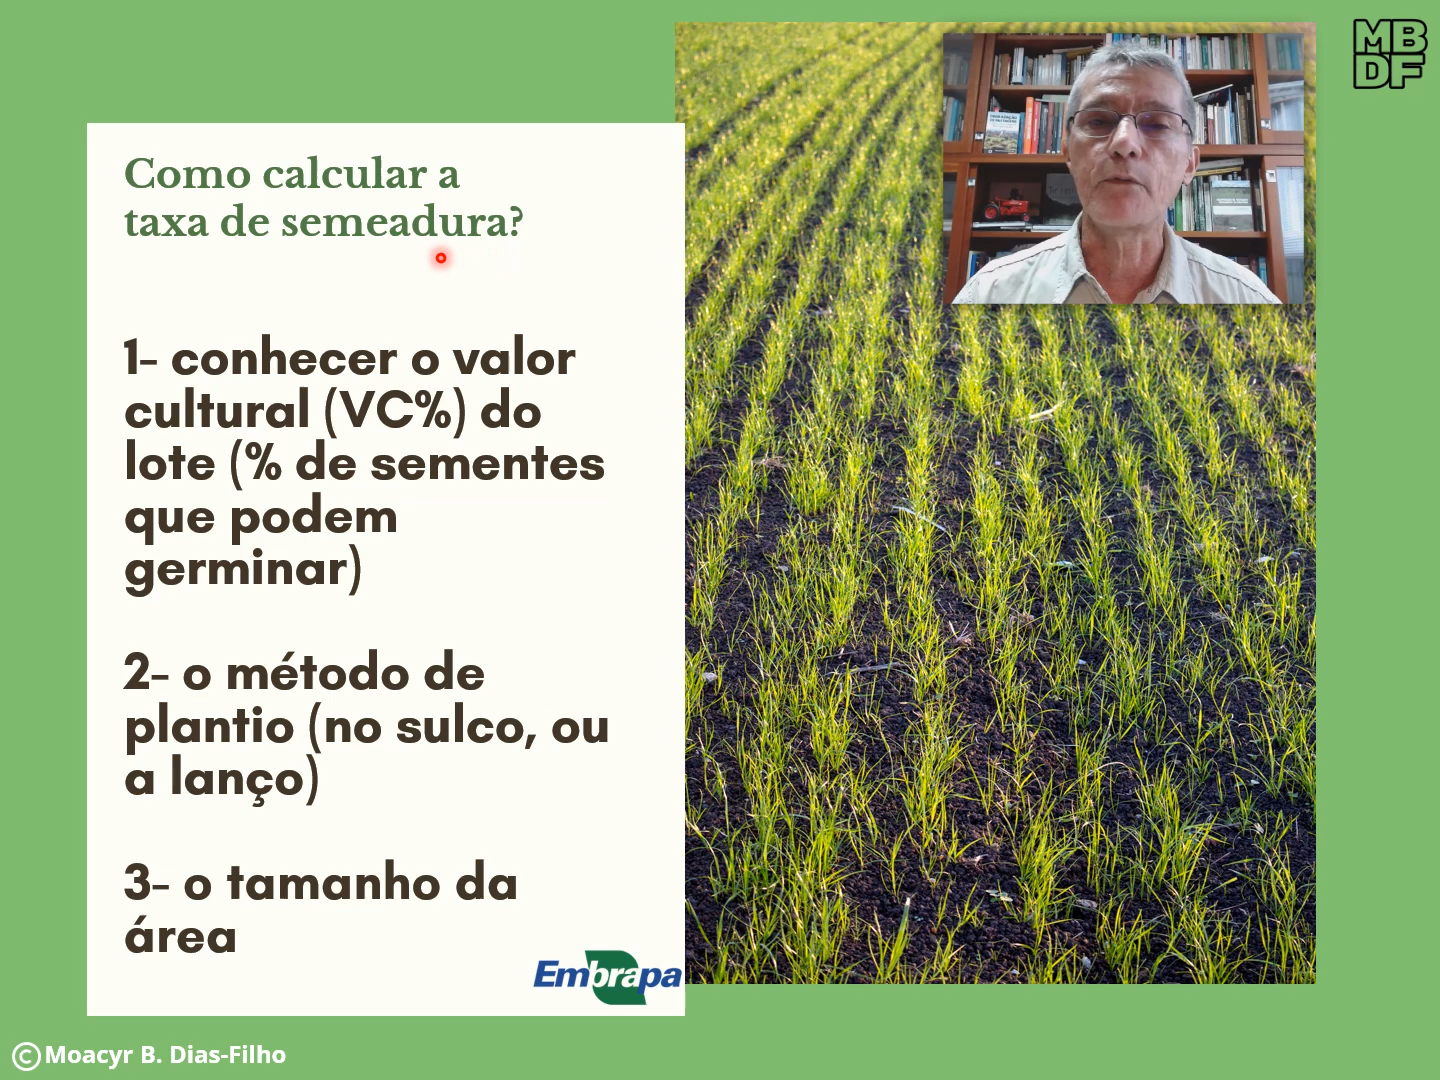 MB
DF
Como calcular a
taxa de semeadura?
1- conhecer o valor
cultural (VC%) do
lote (% de sementes
que podem
germinar)
2- o método de
plantio (no sulco, ou
a lanço)
3- o tamanho da
área
Embrapa
©Moacyr B. Dias-Filho